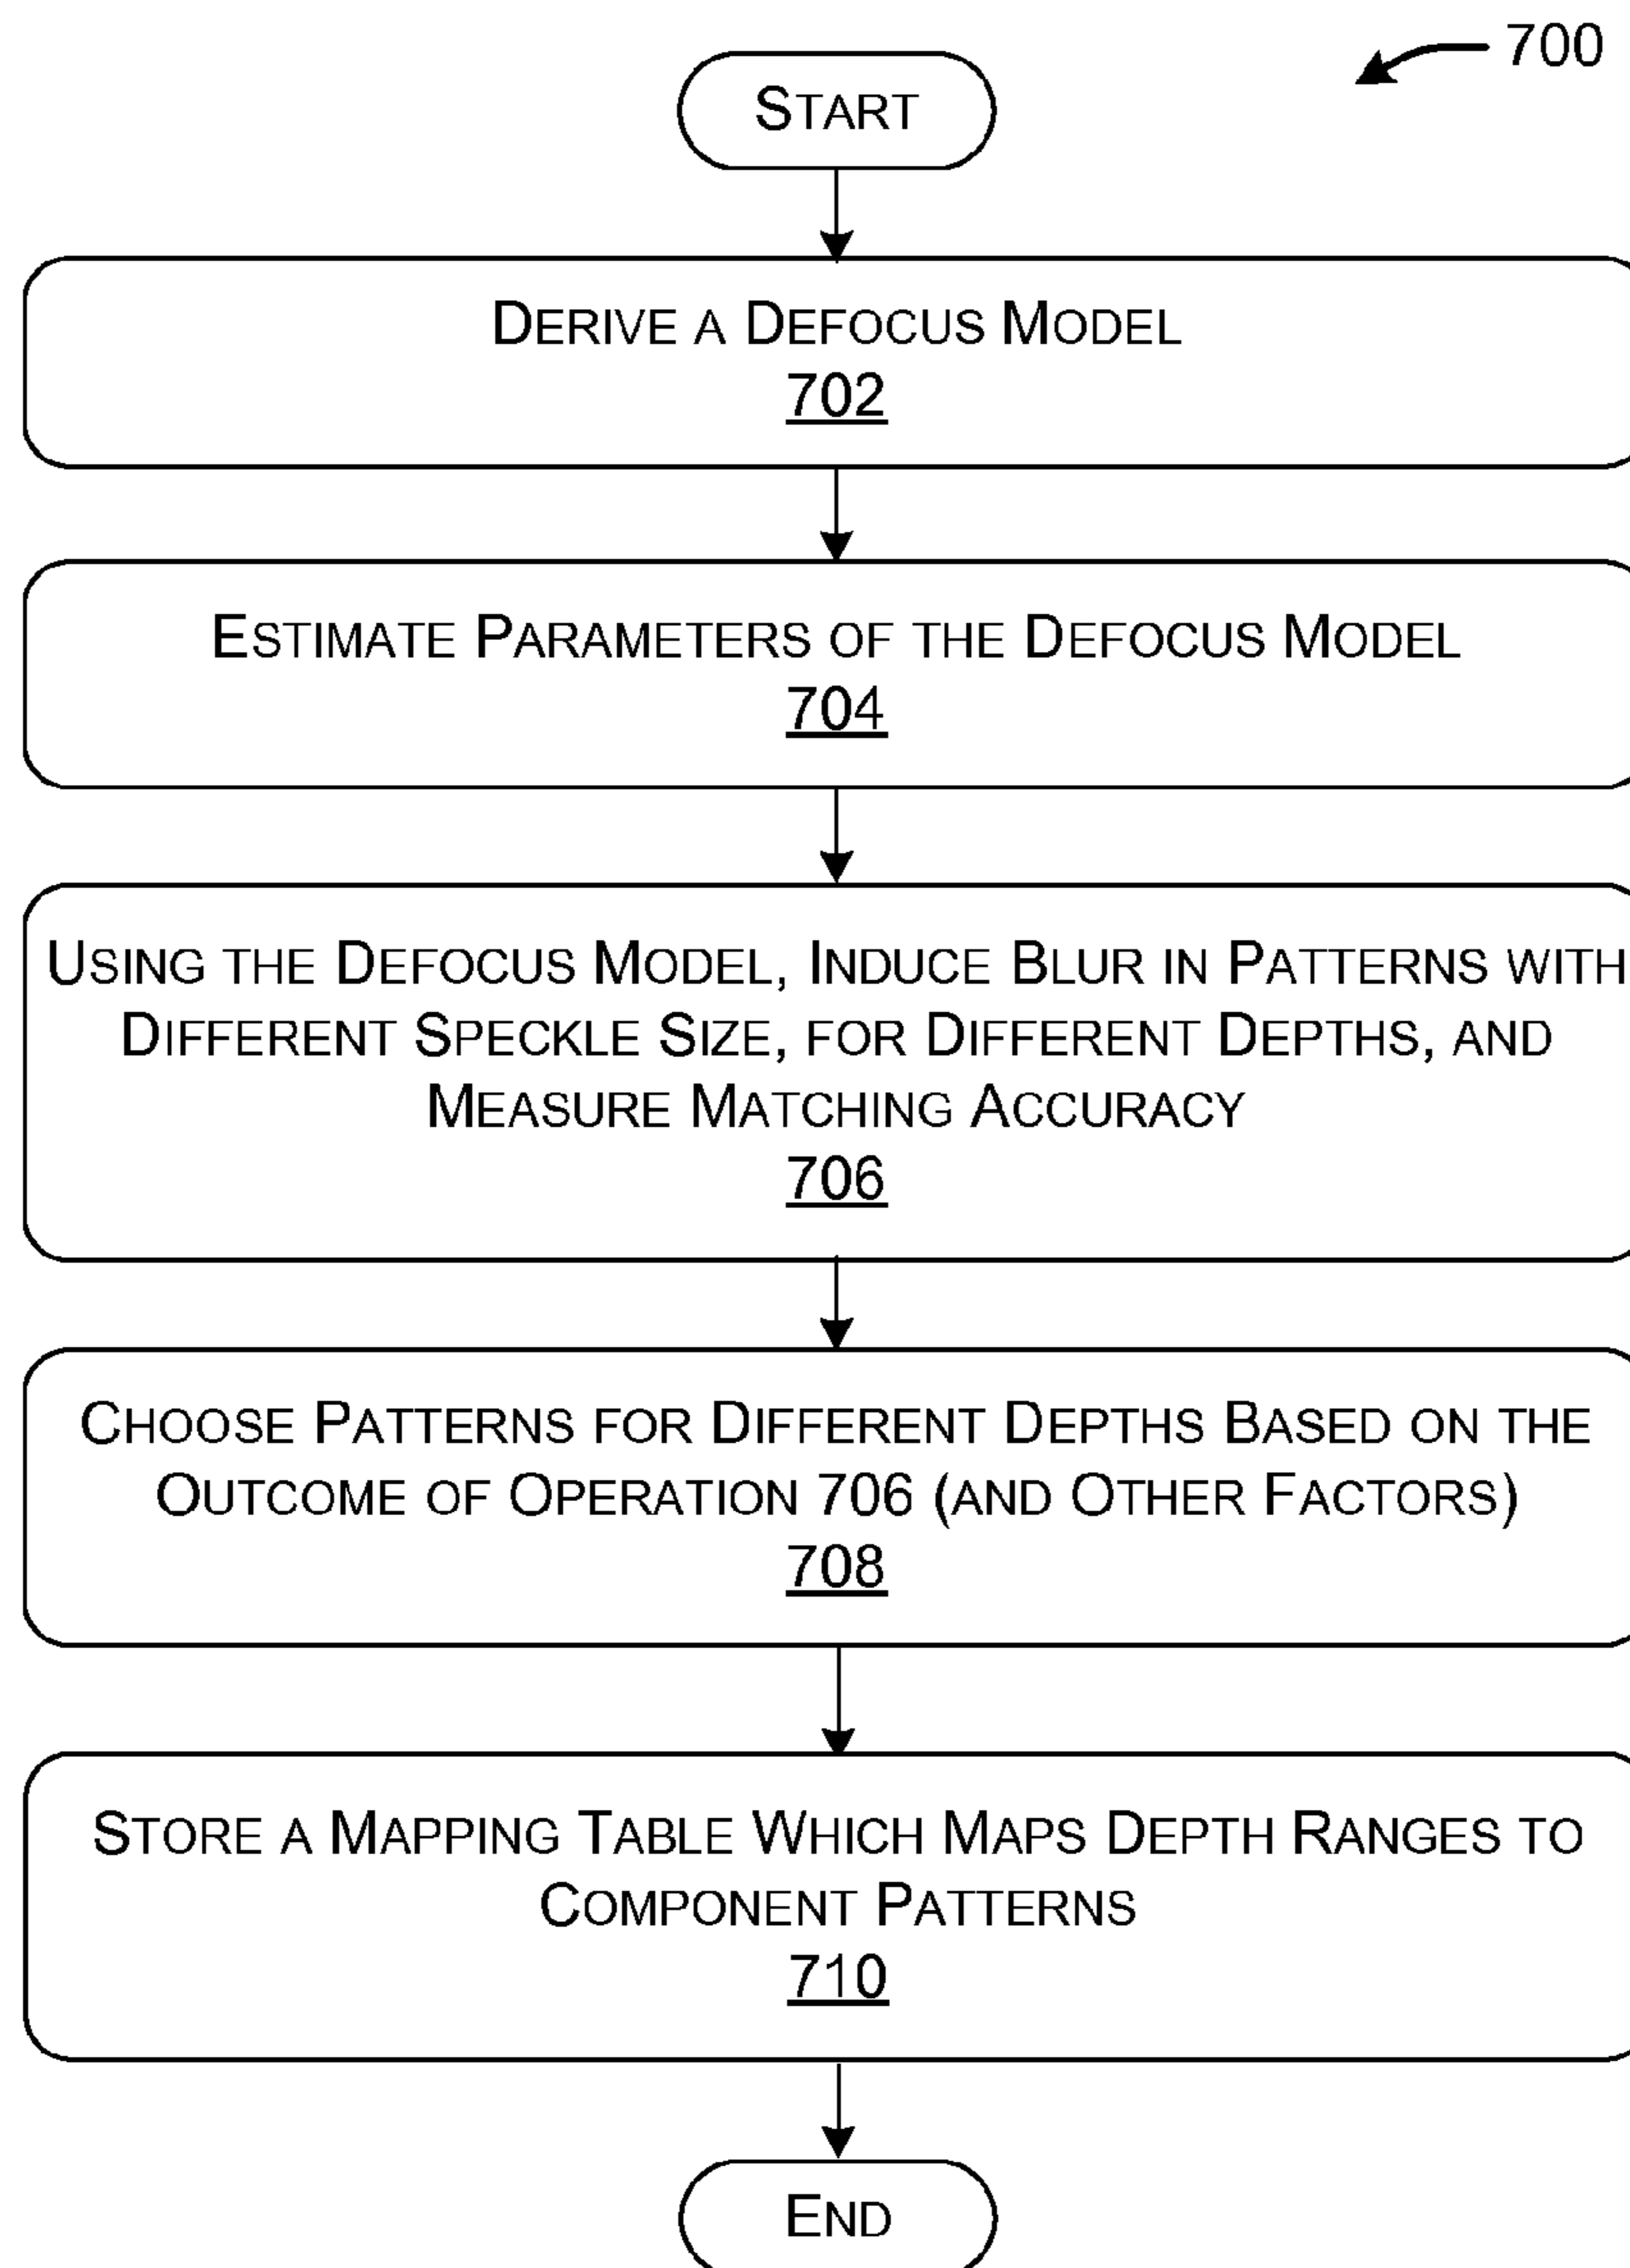 700
START
DERIVE A DEFOCUS MODEL
702
ESTIMATE PARAMETERS OF THE DEFOCUS MODEL
704
USING THE DEFOCUS MODEL, INDUCE BLUR IN PATTERNS WITH
DIFFERENT SPECKLE SIZE, FOR DIFFERENT DEPTHS, AND
MEASURE MATCHING ACCURACY
706
CHOOSE PATTERNS FOR DIFFERENT DEPTHS BASED ON THE
OUTCOME OF OPERATION 706 (AND OTHER FACTORS)
708
STORE A MAPPING TABLE WHICH MAPS DEPTH RANGES TO
COMPONENT PATTERNS
710
END